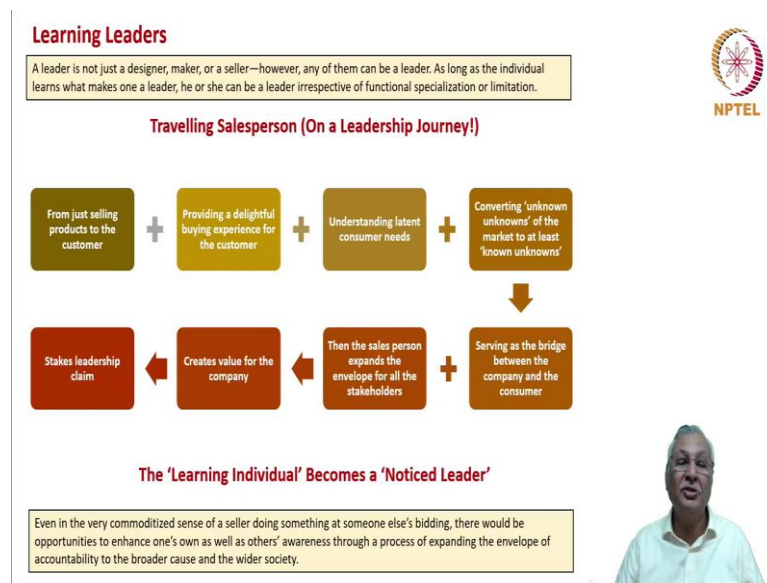 Learning Leaders
NPTEL
A leader is not just a designer, maker, or a seller—however, any of them can be a leader. As long as the individual
learns what makes one a leader, he or she can be a leader irrespective of functional specialization or limitation.
Travelling Salesperson (On a Leadership Journey!)
From just selling
products to the
customer
Providing a delightful
buying experience for
the customer
Understanding latent
consumer needs
Converting ‘unknown
unknowns’ of the
market to at least
‘known unknowns’
Serving as the bridge
between the
company and the
consumer
Then the sales person
expands the
envelope for all the
stakeholders
Creates value for the
company
Stakes leadership
claim
The ‘Learning Individual’ Becomes a ‘Noticed Leader’
Even in the very commoditized sense of a seller doing something at someone else’s bidding, there would be
opportunities to enhance one’s own as well as others’ awareness through a process of expanding the envelope of
accountability to the broader cause and the wider society.